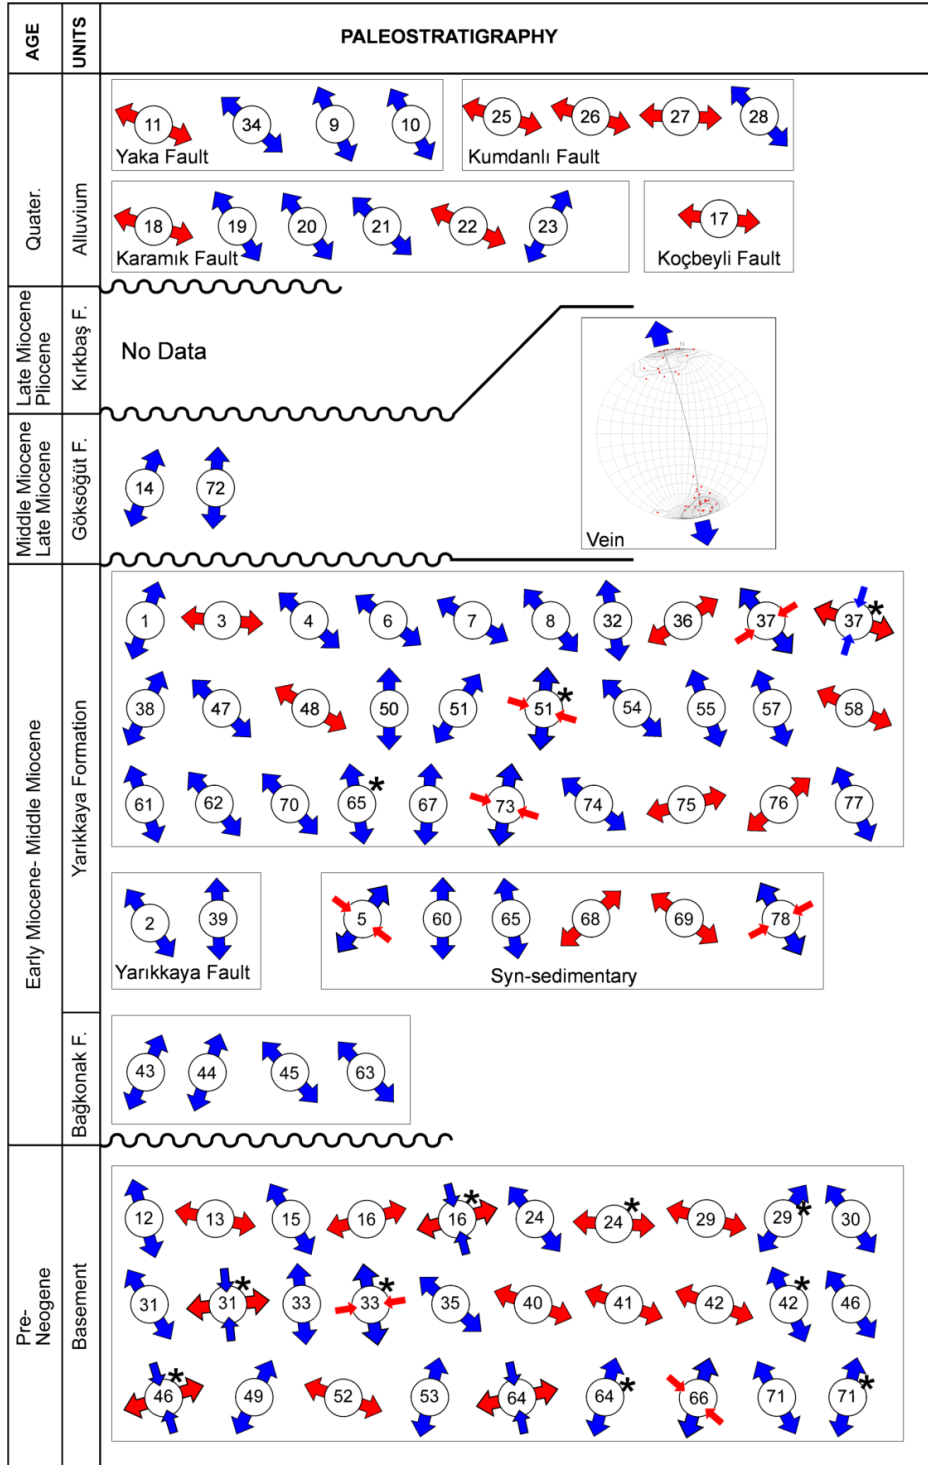 AGE
UNITS
PALEOSTRATIGRAPHY
Quater.
Alluvium
11 34 9 10
Yaka Fault
25 26 27 28
Kumdanlı Fault
18 19 20 21 22 23
Karamık Fault
17
Koçbeyli Fault
Late Miocene
Pliocene
Kırkbaş F.
No Data
Middle Miocene
Late Miocene
Göksöğüt F.
14 72
N
Vein
Early Miocene- Middle Miocene
Yarıkkaya Formation
1 3 4 6 7 8 32 36 37 37*
38 47 48 50 51 51* 54 55 57 58
61 62 70 65* 67 73 74 75 76 77
2 39
Yarıkkaya Fault
5 60 65 68 69 78
Syn-sedimentary
Bağkonak F.
43 44 45 63
Pre-
Neogene
Basement
12 13 15 16 16* 24 24* 29 29* 30
31 31* 33 33* 35 40 41 42 42* 46
46* 49 52 53 64 64* 66 71 71*